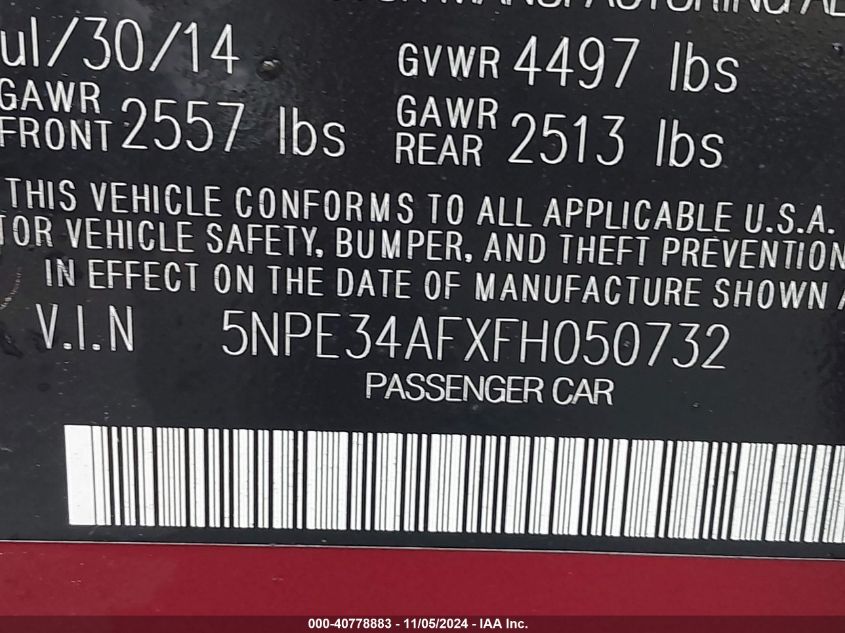 MANUFACTURING
Jul/30/14 GVWR 4497 lbs
GAWR FRONT 2557 lbs GAWR REAR 2513 lbs
THIS VEHICLE CONFORMS TO ALL APPLICABLE U.S.A.
TOR VEHICLE SAFETY, BUMPER, AND THEFT PREVENTION
IN EFFECT ON THE DATE OF MANUFACTURE SHOWN A
V.I.N 5NPE34AFXFH050732
PASSENGER CAR
000-40778883 - 11/05/2024 - IAA Inc.